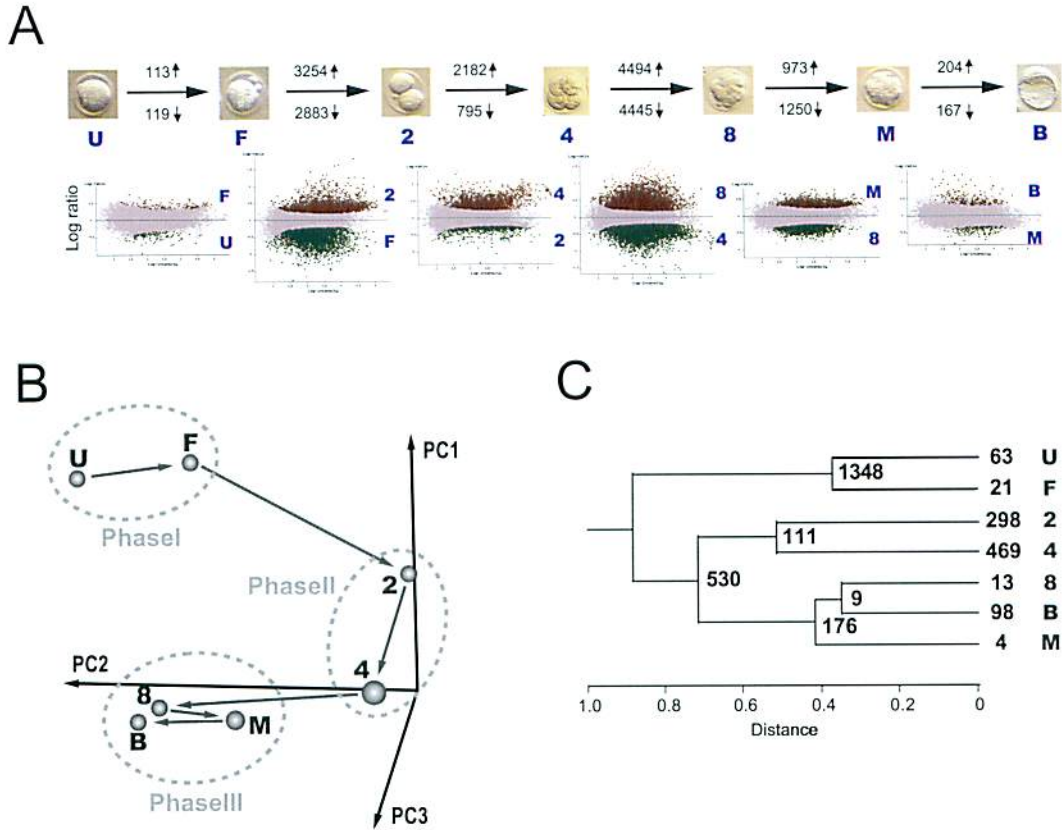 A
113↑ 3254↑ 2182↑ 4494↑ 973↑ 204↑
119↓ 2883↓ 795↓ 4445↓ 1250↓ 167↓
U F 2 4 8 M B
Log ratio
F 2 4 8 M B
U F 2 4 8 M
B
U F
PhaseI
PC1
PhaseII
2
PC2
4
8
B M
PhaseIII
PC3
C
63 U
1348
21 F
298 2
111
469 4
530
13 8
9
98 B
176
4 M
1.0 0.8 0.6 0.4 0.2 0
Distance